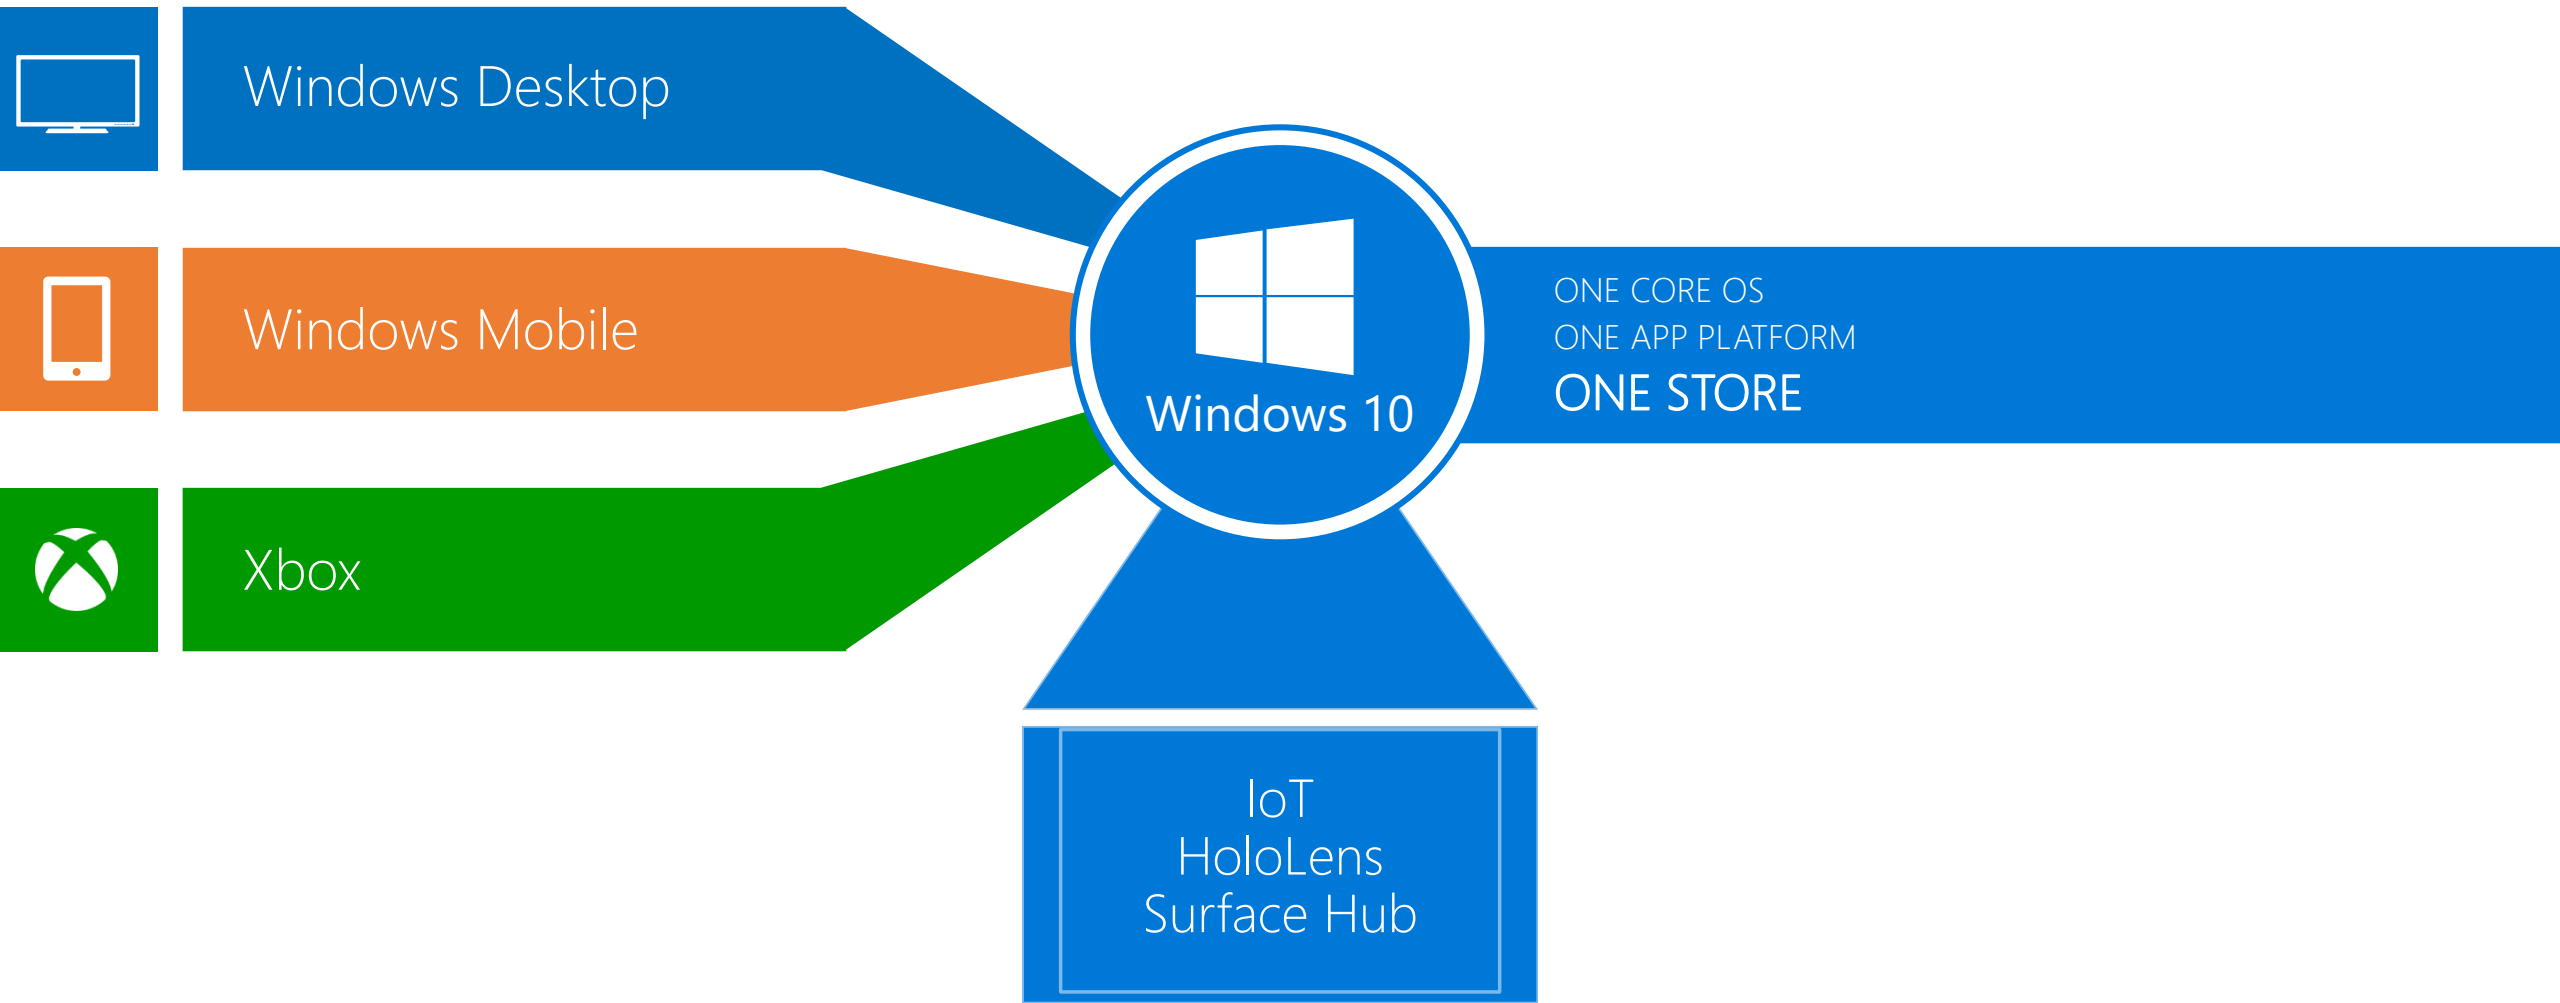 Windows Desktop
Windows Mobile
Xbox
Windows 10
ONE CORE OS
ONE APP PLATFORM
ONE STORE
IoT
HoloLens
Surface Hub